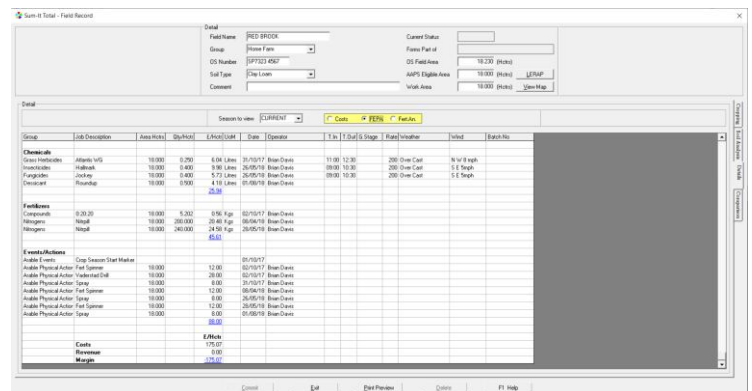 Sum-It Total - Field Record
Detail
Field Name RED BROOK Current Status
Group Home Farm Forms Part of
OS Number SP7323 4567 OS Field Area 18.230 (Hctrs)
Soil Type Clay Loam AAPS Eligible Area 18.000 (Hctrs) LERAP
Comment Work Area 18.000 (Hctrs) View Map
Detail
Season to view CURRENT Costs FEPA Fert An.
Group Job Description Area Hctrs Qty/Hctr £/Hctr UoM Date Operator T.In T.Out G.Stage Rate Weather Wind Batch No
Chemicals
Grass Herbicides Atlantis WG 18.000 0.250 6.04 Litres 31/10/17 Brian Davis 11:00 12:30 200 Over Cast N W 8 mph
Insecticides Hallmark 18.000 0.400 9.98 Litres 26/05/18 Brian Davis 09:00 10:30 200 Over Cast S E 5mph
Fungicides Jockey 18.000 0.400 5.73 Litres 26/05/18 Brian Davis 09:00 10:30 200 Over Cast S E 5mph
Dessicant Roundup 18.000 0.500 4.18 Litres 01/08/18 Brian Davis
25.94
Fertilizers
Compounds 0:20:20 18.000 5.202 0.56 Kgs 02/10/17 Brian Davis
Nitrogens Nitrpill 18.000 200.000 20.48 Kgs 08/04/18 Brian Davis
Nitrogens Nitrpill 18.000 240.000 24.58 Kgs 28/05/18 Brian Davis
45.61
Events/Actions
Arable Events Crop Season Start Marker 01/10/17
Arable Physical Action Fert Spinner 18.000 12.00 02/10/17 Brian Davis
Arable Physical Action Vaderstad Drill 18.000 28.00 02/10/17 Brian Davis
Arable Physical Action Spray 18.000 8.00 31/10/17 Brian Davis
Arable Physical Action Fert Spinner 18.000 12.00 08/04/18 Brian Davis
Arable Physical Action Spray 18.000 8.00 26/05/18 Brian Davis
Arable Physical Action Fert Spinner 18.000 12.00 28/05/18 Brian Davis
Arable Physical Action Spray 18.000 8.00 01/08/18 Brian Davis
88.00
£/Hctr
Costs 175.07
Revenue 0.00
Margin -175.07
Cropping
Soil Analysis
Details
Comparisons
Commit Exit Print Preview Delete F1 Help